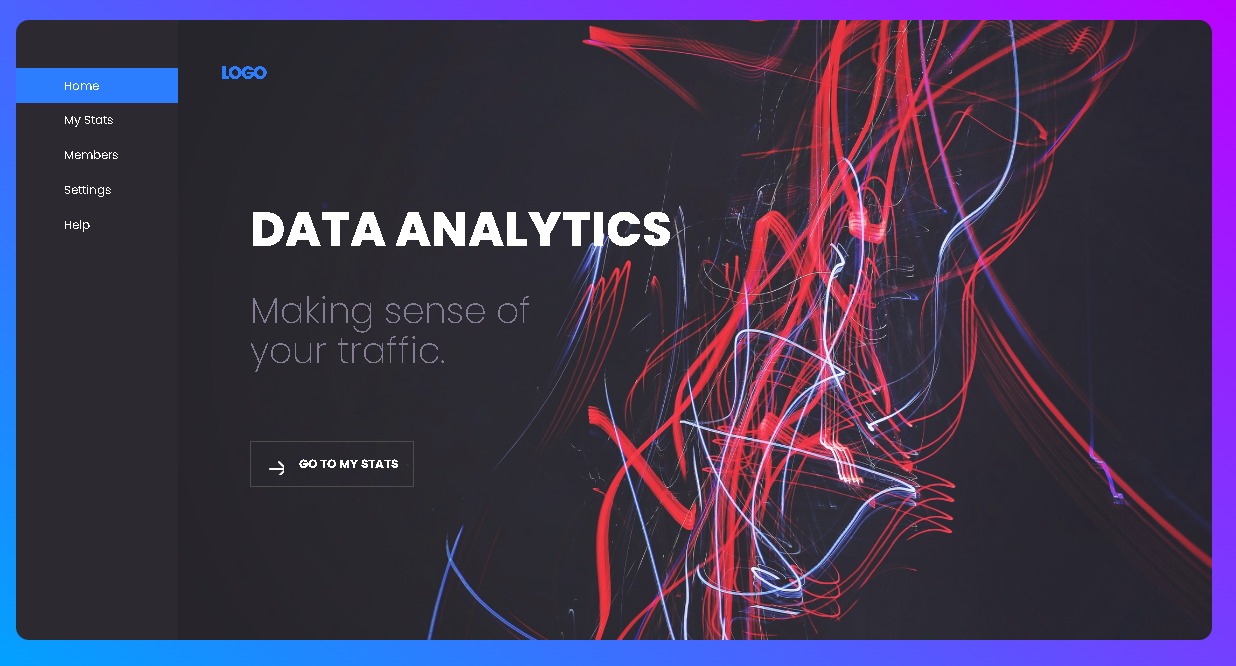 LOGO
Home
My Stats
Members
Settings
Help
DATA ANALYTICS
Making sense of
your traffic.
GO TO MY STATS